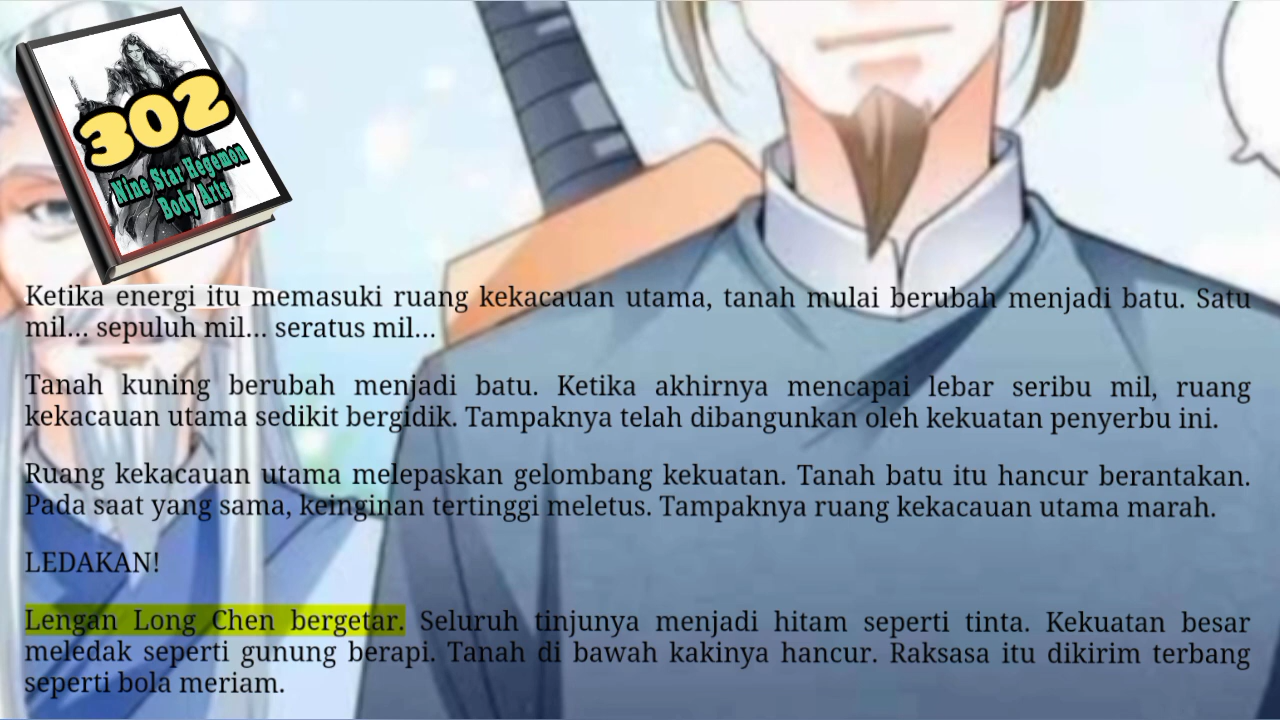 302
Nine Star Hegemon
Body Arts
Ketika energi itu memasuki ruang kekacauan utama, tanah mulai berubah menjadi batu. Satu
mil... sepuluh mil... seratus mil...
Tanah kuning berubah menjadi batu. Ketika akhirnya mencapai lebar seribu mil, ruang
kekacauan utama sedikit bergidik. Tampaknya telah dibangunkan oleh kekuatan penyerbu ini.
Ruang kekacauan utama melepaskan gelombang kekuatan. Tanah batu itu hancur berantakan.
Pada saat yang sama, keinginan tertinggi meletus. Tampaknya ruang kekacauan utama marah.
LEDAKAN!
Lengan Long Chen bergetar. Seluruh tinjunya menjadi hitam seperti tinta. Kekuatan besar
meledak seperti gunung berapi. Tanah di bawah kakinya hancur. Raksasa itu dikirim terbang
seperti bola meriam.